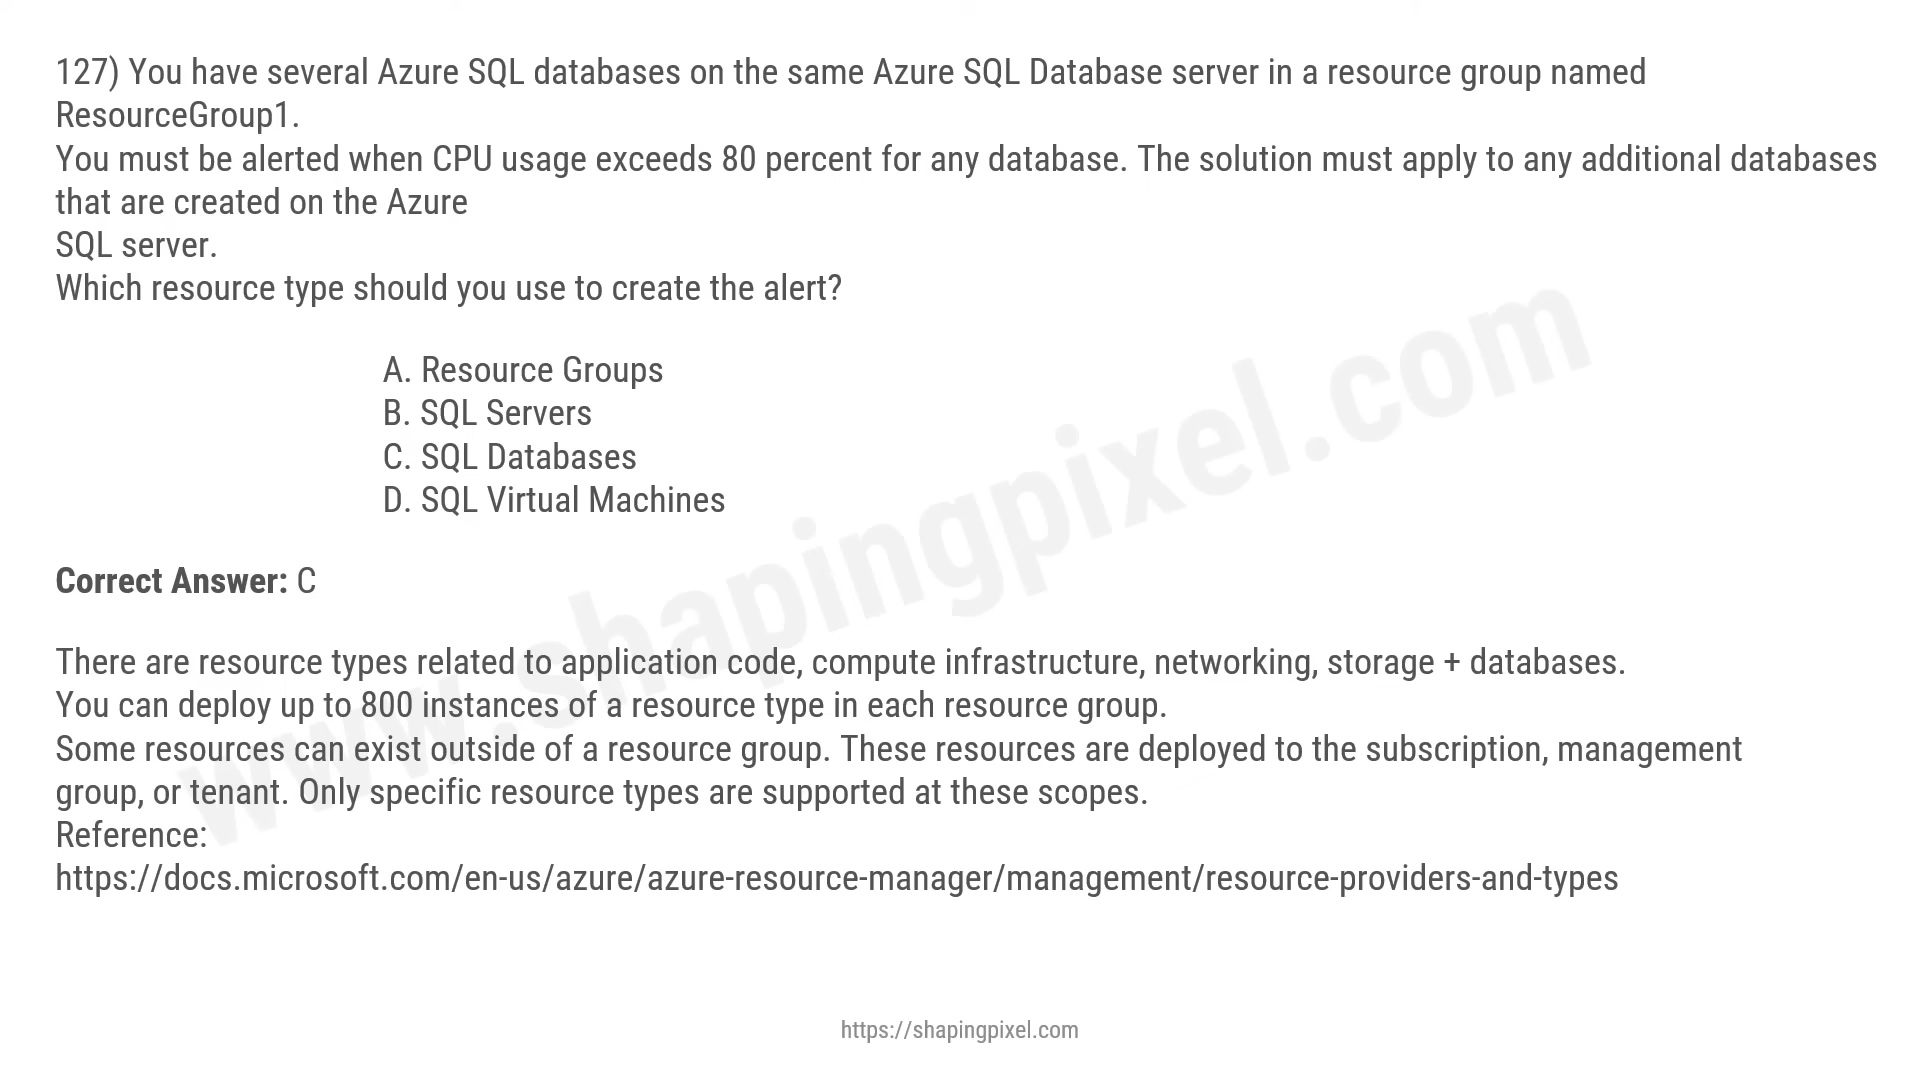 127) You have several Azure SQL databases on the same Azure SQL Database server in a resource group named
ResourceGroup1.
You must be alerted when CPU usage exceeds 80 percent for any database. The solution must apply to any additional databases
that are created on the Azure
SQL server.
Which resource type should you use to create the alert?
A. Resource Groups
B. SQL Servers
C. SQL Databases
D. SQL Virtual Machines
Correct Answer: C
There are resource types related to application code, compute infrastructure, networking, storage + databases.
You can deploy up to 800 instances of a resource type in each resource group.
Some resources can exist outside of a resource group. These resources are deployed to the subscription, management
group, or tenant. Only specific resource types are supported at these scopes.
Reference:
https://docs.microsoft.com/en-us/azure/azure-resource-manager/management/resource-providers-and-types
www.shapingpixel.com
https://shapingpixel.com